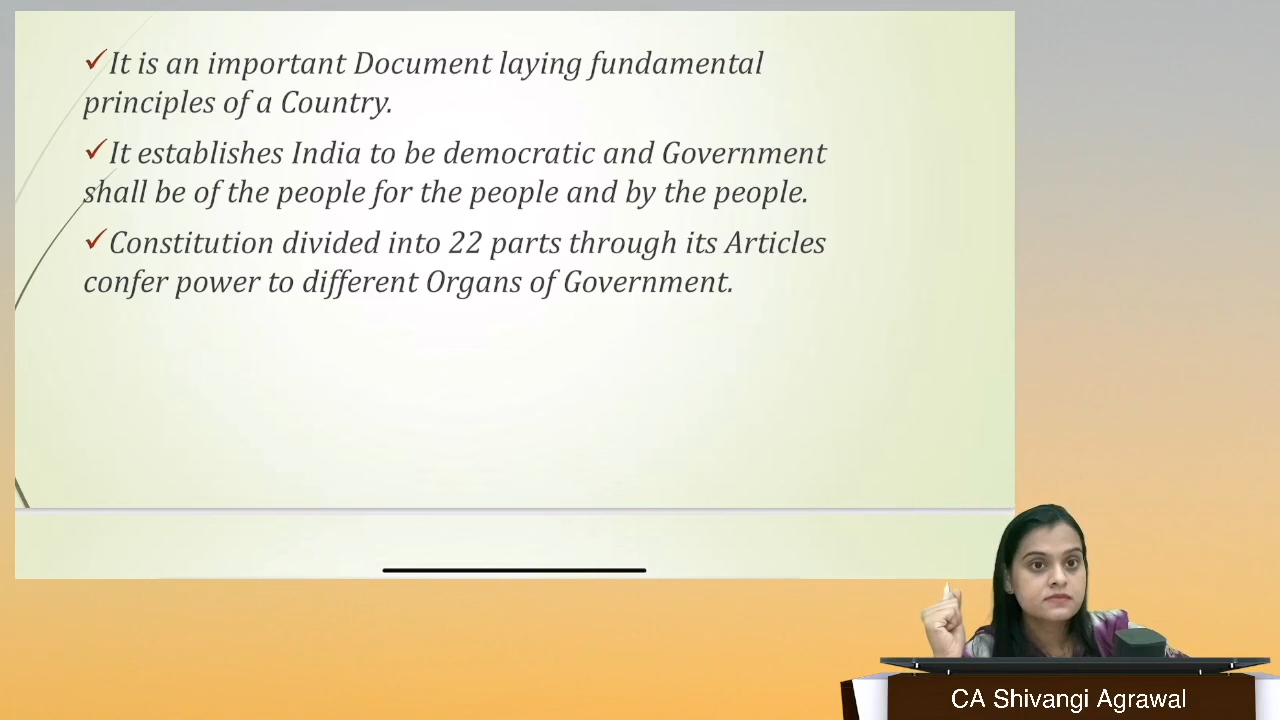 ✓It is an important Document laying fundamental
principles of a Country.
✓It establishes India to be democratic and Government
shall be of the people for the people and by the people.
✓Constitution divided into 22 parts through its Articles
confer power to different Organs of Government.
CA Shivangi Agrawal